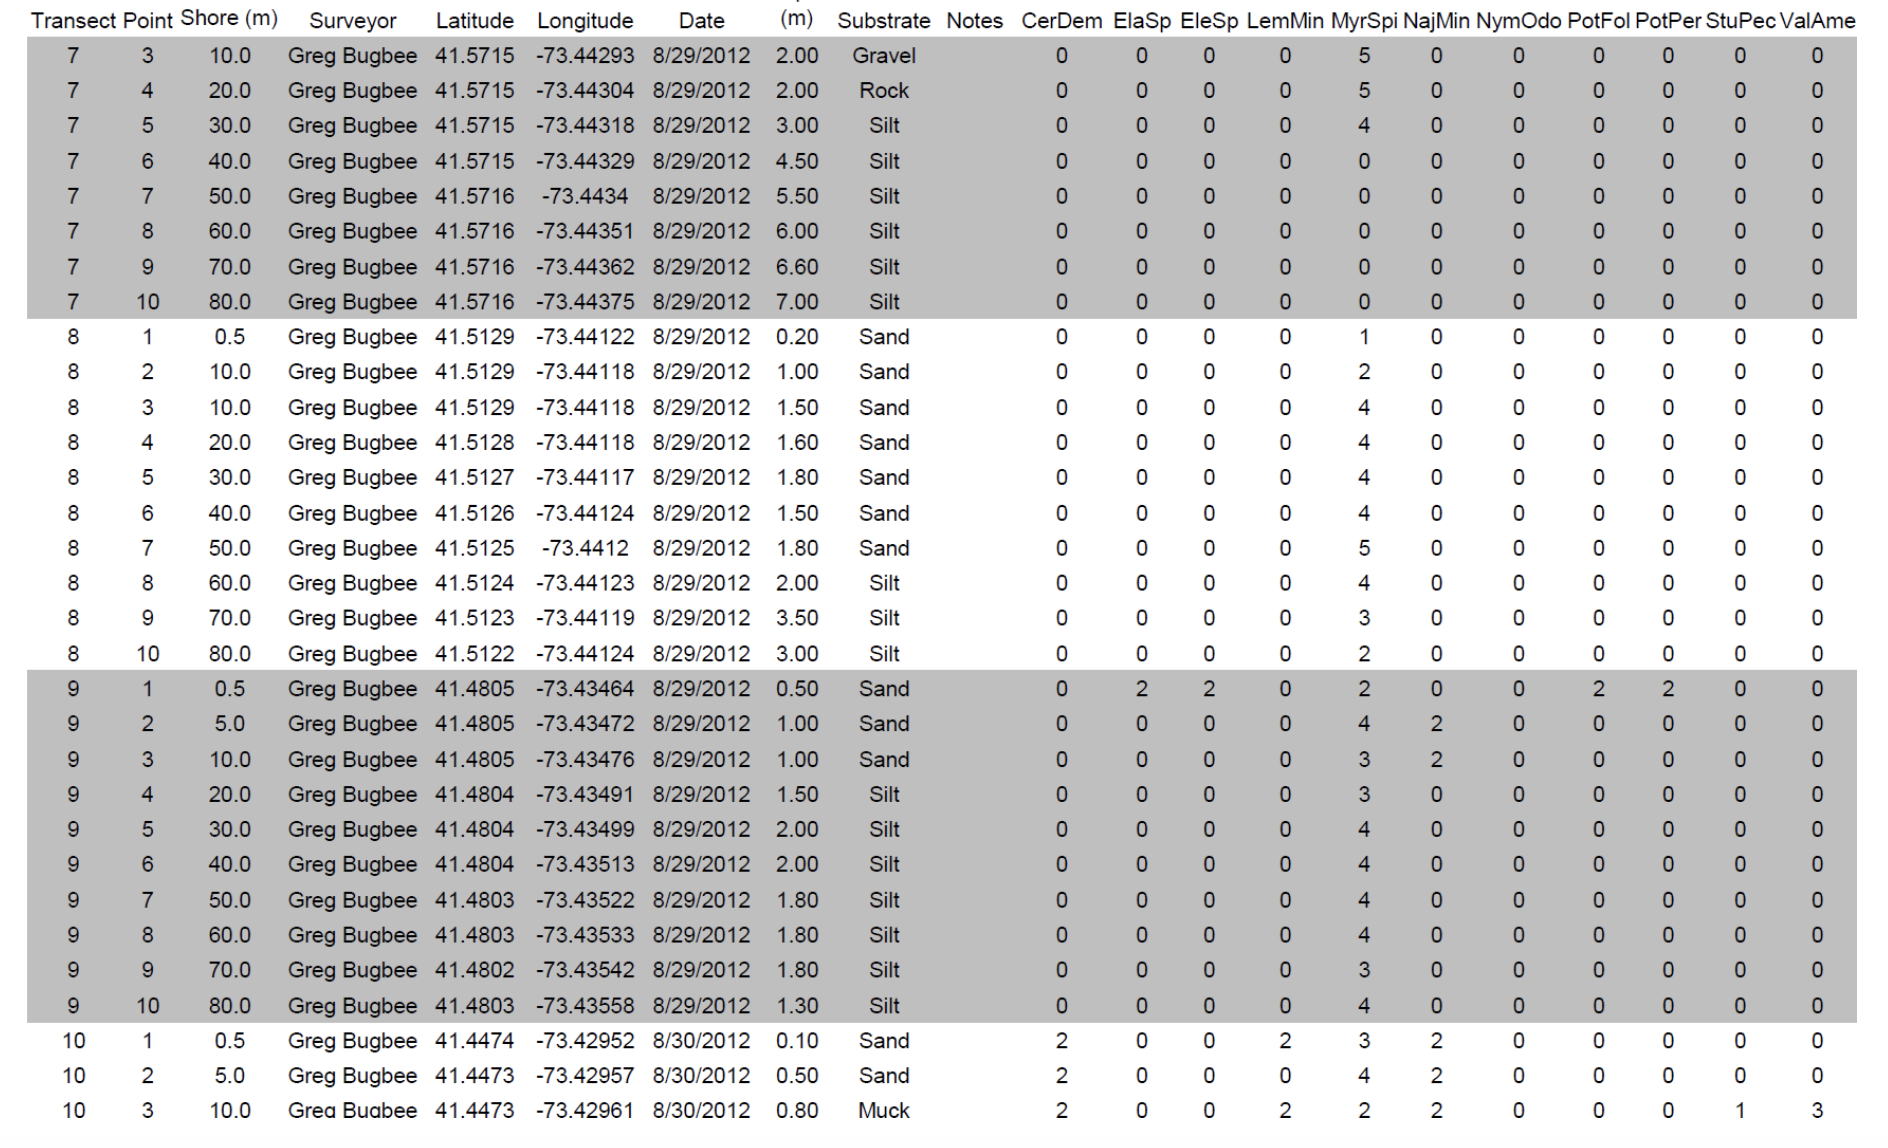 Transect Point Shore (m) Surveyor Latitude Longitude Date (m) Substrate Notes CerDem ElaSp EleSp LemMin MyrSpi NajMin NymOdo PotFol PotPer StuPec ValAme
7 3 10.0 Greg Bugbee 41.5715 -73.44293 8/29/2012 2.00 Gravel 0 0 0 0 5 0 0 0 0 0 0
7 4 20.0 Greg Bugbee 41.5715 -73.44304 8/29/2012 2.00 Rock 0 0 0 0 5 0 0 0 0 0 0
7 5 30.0 Greg Bugbee 41.5715 -73.44318 8/29/2012 3.00 Silt 0 0 0 0 4 0 0 0 0 0 0
7 6 40.0 Greg Bugbee 41.5715 -73.44329 8/29/2012 4.50 Silt 0 0 0 0 0 0 0 0 0 0 0
7 7 50.0 Greg Bugbee 41.5716 -73.4434 8/29/2012 5.50 Silt 0 0 0 0 0 0 0 0 0 0 0
7 8 60.0 Greg Bugbee 41.5716 -73.44351 8/29/2012 6.00 Silt 0 0 0 0 0 0 0 0 0 0 0
7 9 70.0 Greg Bugbee 41.5716 -73.44362 8/29/2012 6.60 Silt 0 0 0 0 0 0 0 0 0 0 0
7 10 80.0 Greg Bugbee 41.5716 -73.44375 8/29/2012 7.00 Silt 0 0 0 0 0 0 0 0 0 0 0
8 1 0.5 Greg Bugbee 41.5129 -73.44122 8/29/2012 0.20 Sand 0 0 0 0 1 0 0 0 0 0 0
8 2 10.0 Greg Bugbee 41.5129 -73.44118 8/29/2012 1.00 Sand 0 0 0 0 2 0 0 0 0 0 0
8 3 10.0 Greg Bugbee 41.5129 -73.44118 8/29/2012 1.50 Sand 0 0 0 0 4 0 0 0 0 0 0
8 4 20.0 Greg Bugbee 41.5128 -73.44118 8/29/2012 1.60 Sand 0 0 0 0 4 0 0 0 0 0 0
8 5 30.0 Greg Bugbee 41.5127 -73.44117 8/29/2012 1.80 Sand 0 0 0 0 4 0 0 0 0 0 0
8 6 40.0 Greg Bugbee 41.5126 -73.44124 8/29/2012 1.50 Sand 0 0 0 0 4 0 0 0 0 0 0
8 7 50.0 Greg Bugbee 41.5125 -73.4412 8/29/2012 1.80 Sand 0 0 0 0 5 0 0 0 0 0 0
8 8 60.0 Greg Bugbee 41.5124 -73.44123 8/29/2012 2.00 Silt 0 0 0 0 4 0 0 0 0 0 0
8 9 70.0 Greg Bugbee 41.5123 -73.44119 8/29/2012 3.50 Silt 0 0 0 0 3 0 0 0 0 0 0
8 10 80.0 Greg Bugbee 41.5122 -73.44124 8/29/2012 3.00 Silt 0 0 0 0 2 0 0 0 0 0 0
9 1 0.5 Greg Bugbee 41.4805 -73.43464 8/29/2012 0.50 Sand 0 2 2 0 2 0 0 2 2 0 0
9 2 5.0 Greg Bugbee 41.4805 -73.43472 8/29/2012 1.00 Sand 0 0 0 0 4 2 0 0 0 0 0
9 3 10.0 Greg Bugbee 41.4805 -73.43476 8/29/2012 1.00 Sand 0 0 0 0 3 2 0 0 0 0 0
9 4 20.0 Greg Bugbee 41.4804 -73.43491 8/29/2012 1.50 Silt 0 0 0 0 3 0 0 0 0 0 0
9 5 30.0 Greg Bugbee 41.4804 -73.43499 8/29/2012 2.00 Silt 0 0 0 0 4 0 0 0 0 0 0
9 6 40.0 Greg Bugbee 41.4804 -73.43513 8/29/2012 2.00 Silt 0 0 0 0 4 0 0 0 0 0 0
9 7 50.0 Greg Bugbee 41.4803 -73.43522 8/29/2012 1.80 Silt 0 0 0 0 4 0 0 0 0 0 0
9 8 60.0 Greg Bugbee 41.4803 -73.43533 8/29/2012 1.80 Silt 0 0 0 0 4 0 0 0 0 0 0
9 9 70.0 Greg Bugbee 41.4802 -73.43542 8/29/2012 1.80 Silt 0 0 0 0 3 0 0 0 0 0 0
9 10 80.0 Greg Bugbee 41.4803 -73.43558 8/29/2012 1.30 Silt 0 0 0 0 4 0 0 0 0 0 0
10 1 0.5 Greg Bugbee 41.4474 -73.42952 8/30/2012 0.10 Sand 2 0 0 2 3 2 0 0 0 0 0
10 2 5.0 Greg Bugbee 41.4473 -73.42957 8/30/2012 0.50 Sand 2 0 0 0 4 2 0 0 0 0 0
10 3 10.0 Greg Bugbee 41.4473 -73.42961 8/30/2012 0.80 Muck 2 0 0 2 2 2 0 0 0 1 3